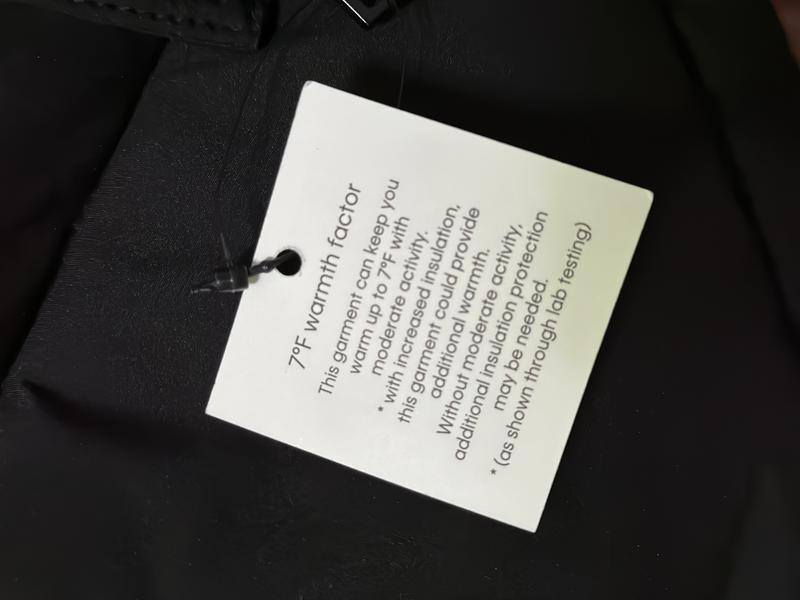 7°F warmth factor
This garment can keep you
warm up to 7°F with
moderate activity.
* with increased insulation,
this garment could provide
additional warmth.
Without moderate activity,
additional insulation protection
may be needed.
* (as shown through lab testing)